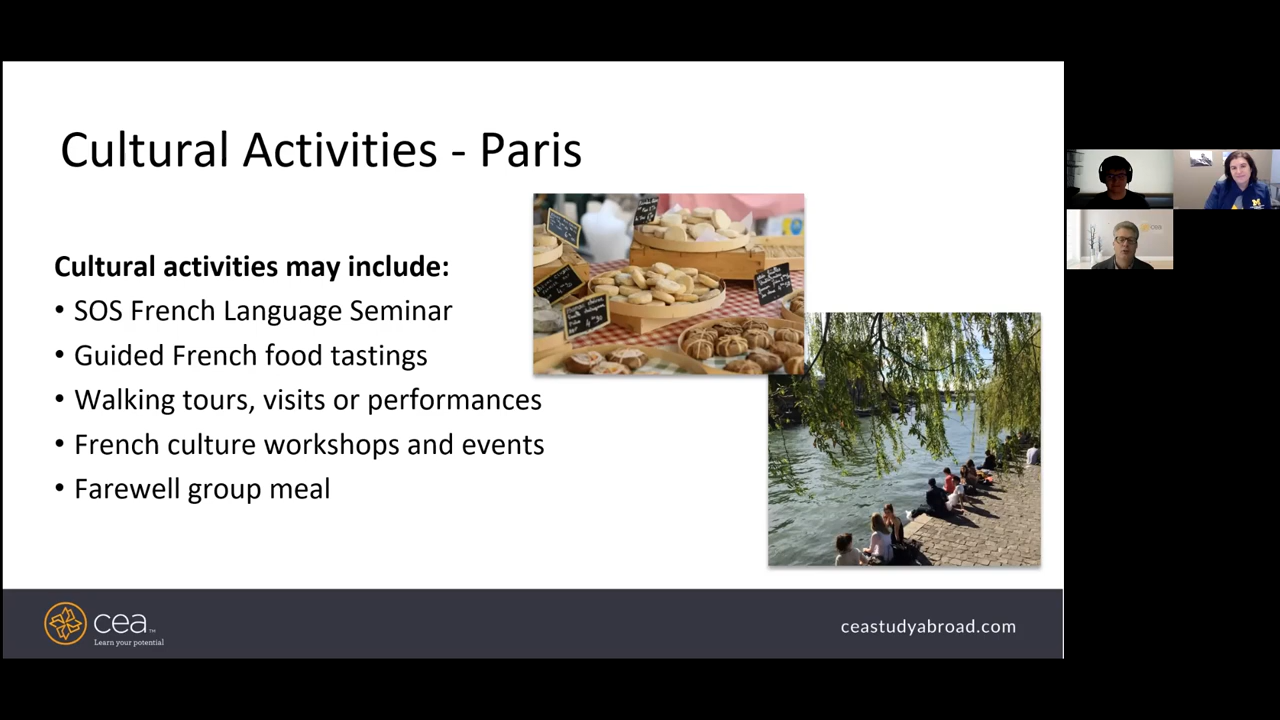 Cultural Activities - Paris
Cultural activities may include:
• SOS French Language Seminar
• Guided French food tastings
• Walking tours, visits or performances
• French culture workshops and events
• Farewell group meal
cea™
Learn your potential
ceastudyabroad.com
M
cea